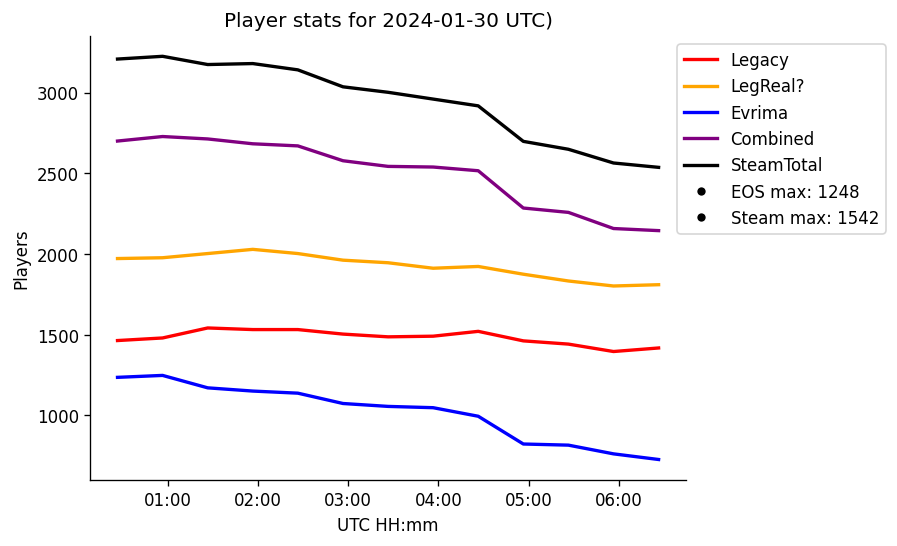 Player stats for 2024-01-30 UTC)
Legacy
LegReal?
Evrima
Combined
SteamTotal
EOS max: 1248
Steam max: 1542
Players
3000
2500
2000
1500
1000
01:00 02:00 03:00 04:00 05:00 06:00
UTC HH:mm